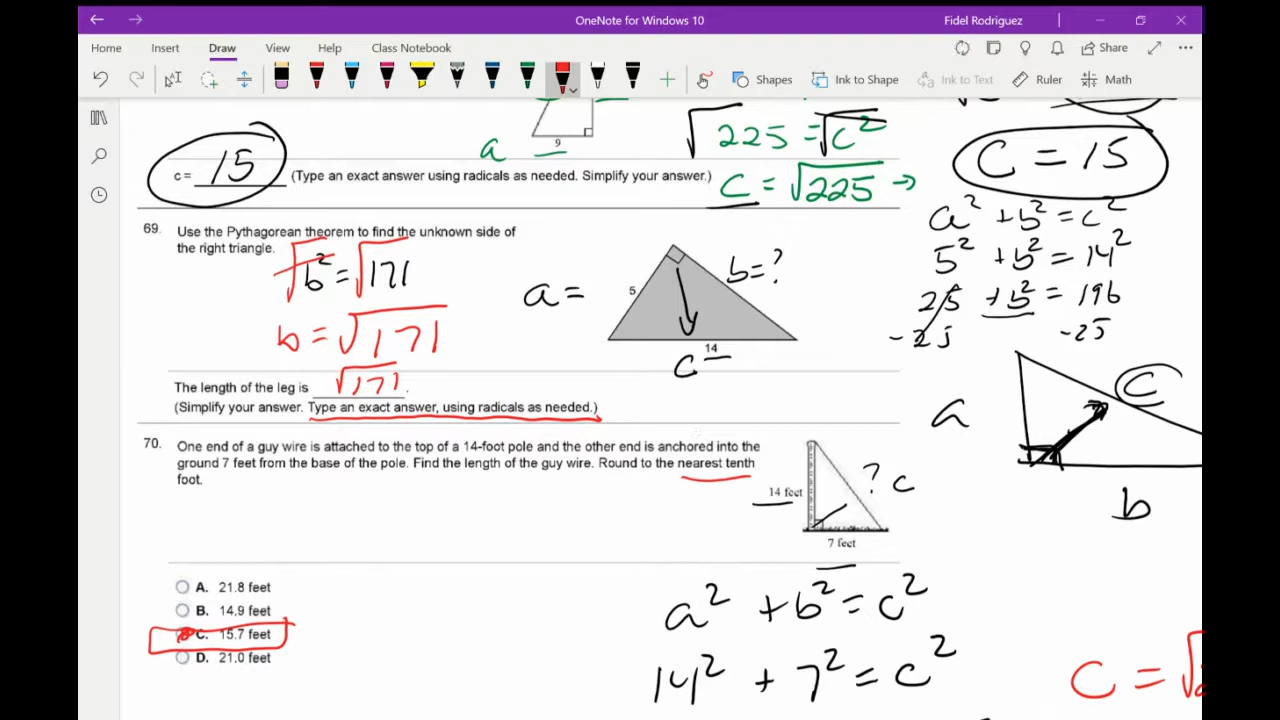 OneNote for Windows 10
Fidel Rodriguez
Home Insert Draw View Help Class Notebook
Share
Shapes Ink to Shape Ink to Text Ruler Math
9
a
√225 = √c²
c = 15 (Type an exact answer using radicals as needed. Simplify your answer.)
c = √225 →
C = 15
69. Use the Pythagorean theorem to find the unknown side of
the right triangle.
√b² = √171
b = √171
a =
5
b = ?
14
c
a² + b² = c²
5² + b² = 14²
25 + b² = 196
-25 -25
a
C
b
The length of the leg is √171.
(Simplify your answer. Type an exact answer, using radicals as needed.)
70. One end of a guy wire is attached to the top of a 14-foot pole and the other end is anchored into the
ground 7 feet from the base of the pole. Find the length of the guy wire. Round to the nearest tenth
foot.
14 feet
? c
7 feet
A. 21.8 feet
B. 14.9 feet
C. 15.7 feet
D. 21.0 feet
a² + b² = c²
14² + 7² = c²
c = √